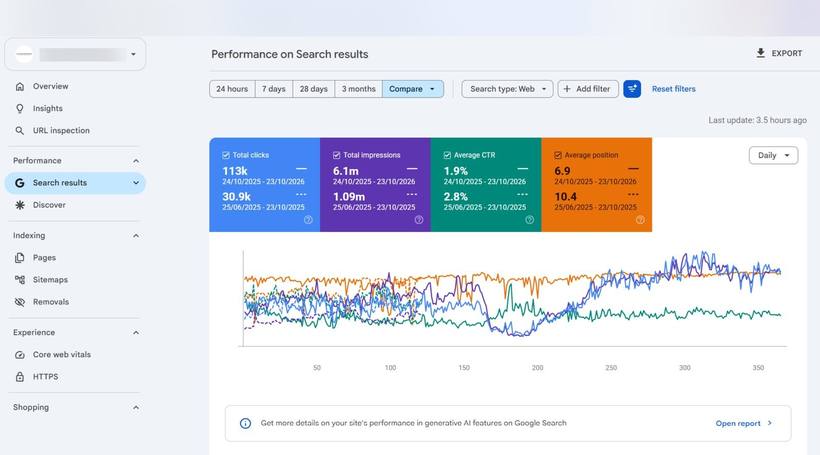 Performance on Search results
EXPORT
Overview
Insights
URL inspection
Performance
Search results
Discover
Indexing
Pages
Sitemaps
Removals
Experience
Core web vitals
HTTPS
Shopping
24 hours
7 days
28 days
3 months
Compare
Search type: Web
Add filter
Reset filters
Last update: 3.5 hours ago
Total clicks
113k
24/10/2025 - 23/10/2026
30.9k
25/06/2025 - 23/10/2025
Total impressions
6.1m
24/10/2025 - 23/10/2026
1.09m
25/06/2025 - 23/10/2025
Average CTR
1.9%
24/10/2025 - 23/10/2026
2.8%
25/06/2025 - 23/10/2025
Average position
6.9
24/10/2025 - 23/10/2026
10.4
25/06/2025 - 23/10/2025
Daily
50
100
150
200
250
300
350
Get more details on your site's performance in generative AI features on Google Search
Open report